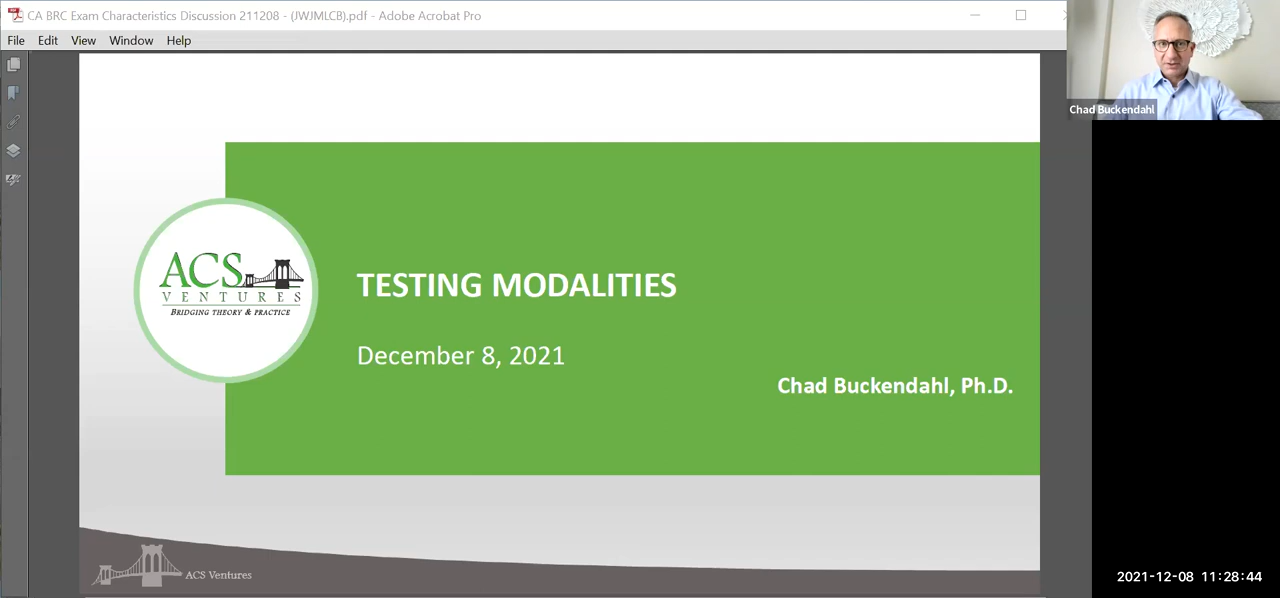 CA BRC Exam Characteristics Discussion 211208 - (JWJMLCB).pdf - Adobe Acrobat Pro
File Edit View Window Help
Chad Buckendahl
ACS
VENTURES
BRIDGING THEORY & PRACTICE
TESTING MODALITIES
December 8, 2021
Chad Buckendahl, Ph.D.
ACS Ventures
2021-12-08 11:28:44